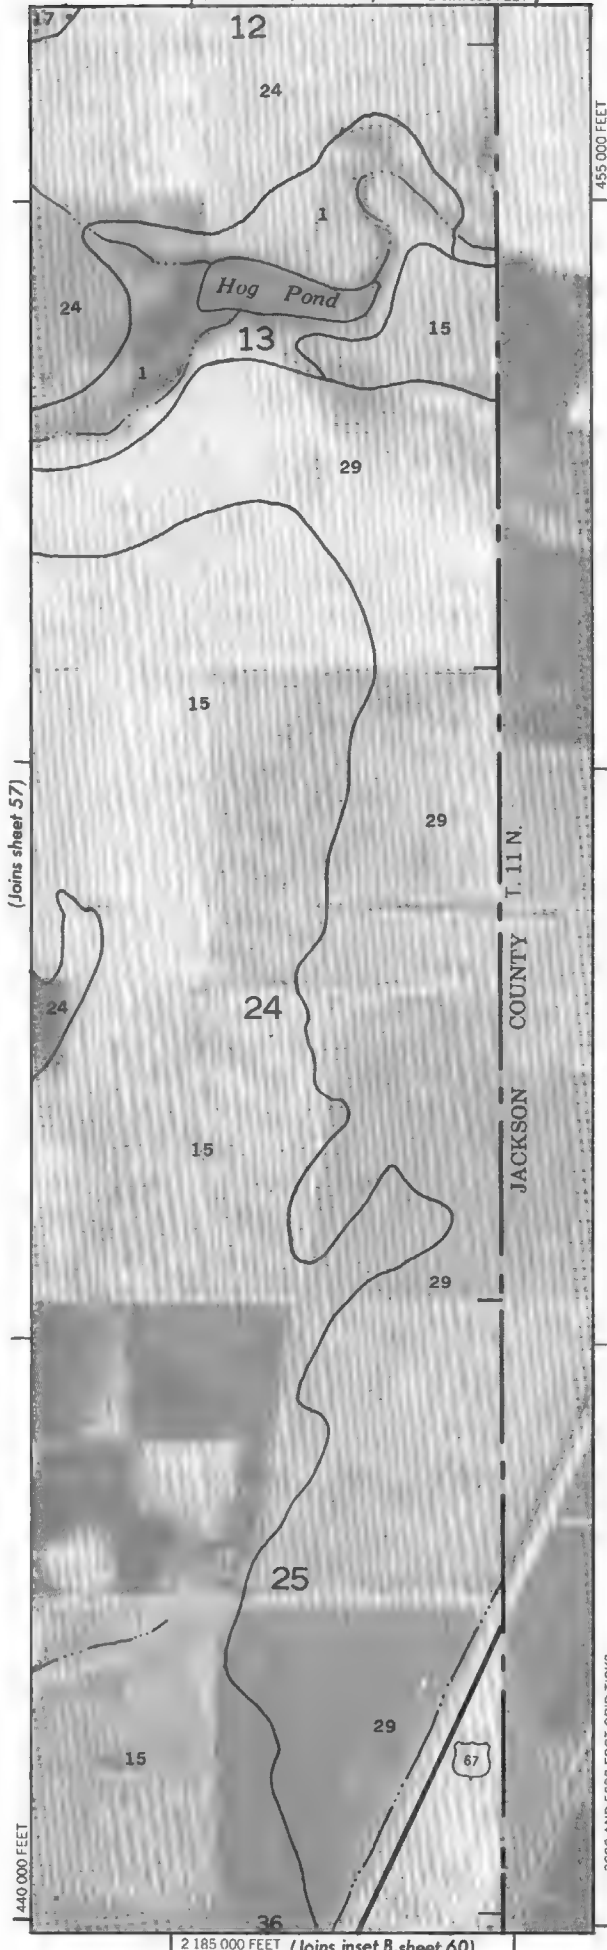 17
12
24
455 000 FEET
1
24
Hog Pond
13
15
1
29
15
(Joins sheet 57)
29
T. 11 N.
JACKSON COUNTY
24
24
15
29
25
29
15
67
440 000 FEET
36
2 185 000 FEET (Joins inset B sheet 60)